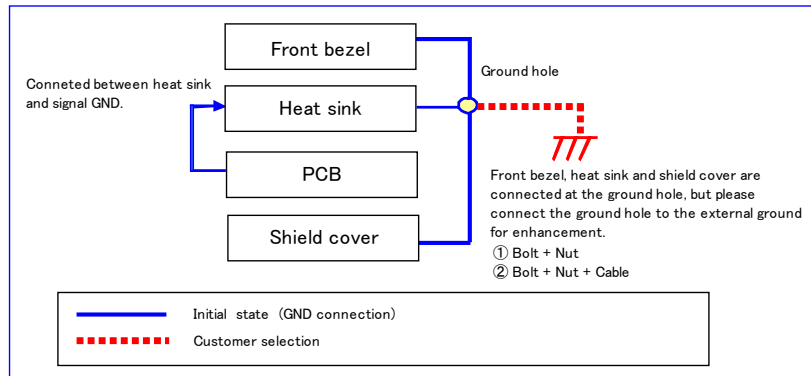 Front bezel
Ground hole
Conneted between heat sink
and signal GND.
Heat sink
PCB
Front bezel, heat sink and shield cover are
connected at the ground hole, but please
connect the ground hole to the external ground
for enhancement.
① Bolt + Nut
② Bolt + Nut + Cable
Shield cover
Initial state (GND connection)
Customer selection